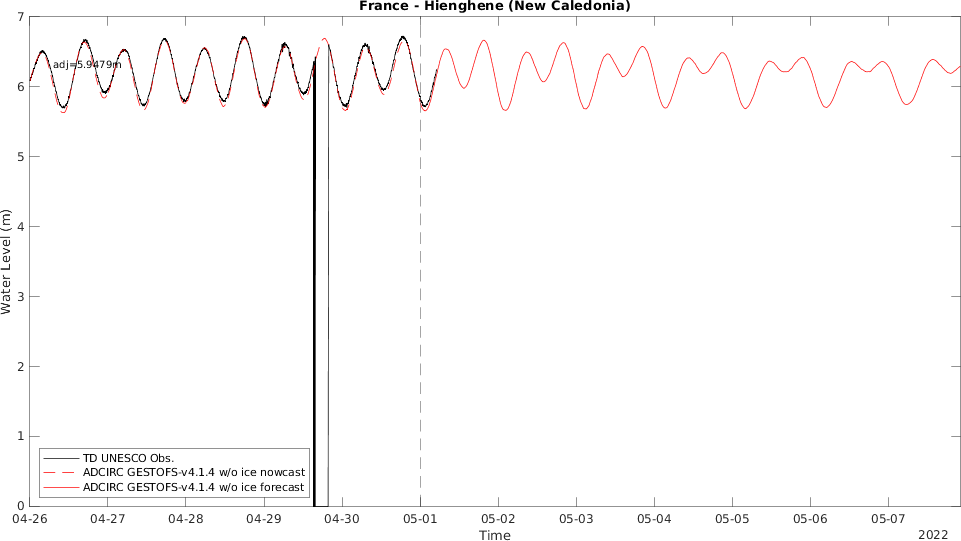 France - Hienghene (New Caledonia)
7
adj=5.9479m
6
5
4
3
2
1
0
Water Level (m)
TD UNESCO Obs.
ADCIRC GESTOFS-v4.1.4 w/o ice nowcast
ADCIRC GESTOFS-v4.1.4 w/o ice forecast
04-26 04-27 04-28 04-29 04-30 05-01 05-02 05-03 05-04 05-05 05-06 05-07
Time
2022